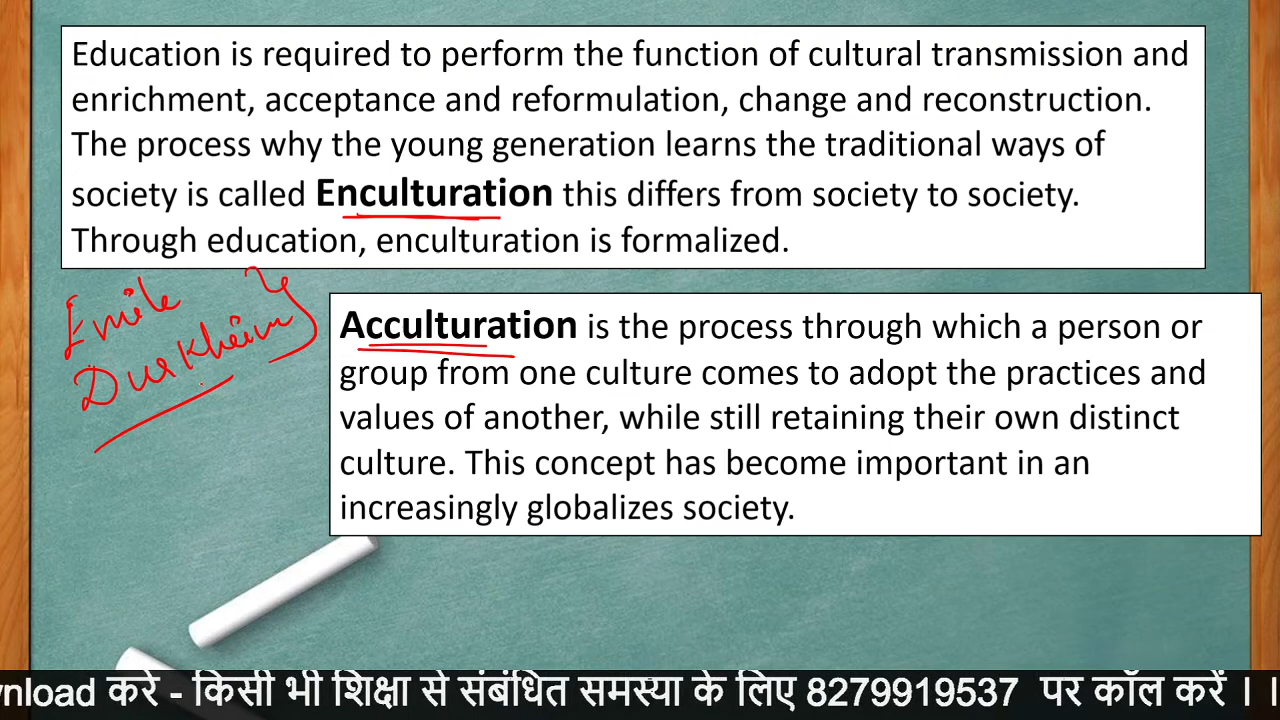 Education is required to perform the function of cultural transmission and
enrichment, acceptance and reformulation, change and reconstruction.
The process why the young generation learns the traditional ways of
society is called Enculturation this differs from society to society.
Through education, enculturation is formalized.
Emile
Durkheim
Acculturation is the process through which a person or
group from one culture comes to adopt the practices and
values of another, while still retaining their own distinct
culture. This concept has become important in an
increasingly globalizes society.
nload करे - किसी भी शिक्षा से संबंधित समस्या के लिए 8279919537 पर कॉल करें । ।